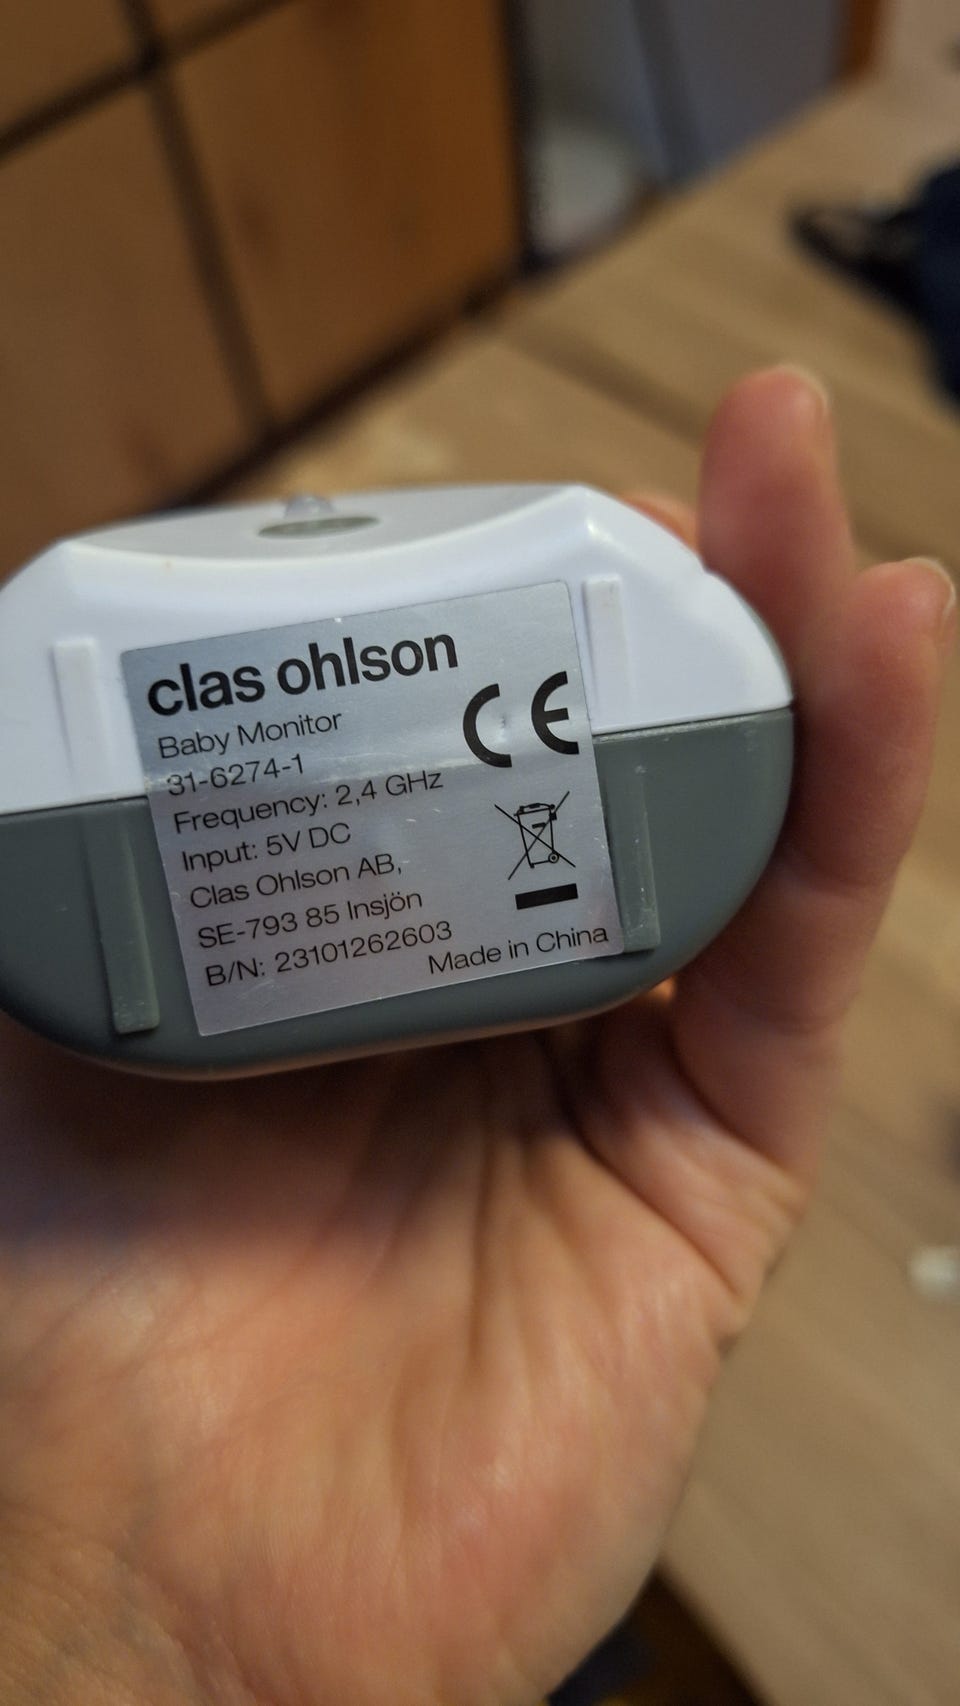 clas ohlson
CE
Baby Monitor
31-6274-1
Frequency: 2,4 GHz
Input: 5V DC
Clas Ohlson AB,
SE-793 85 Insjön
B/N: 23101262603
Made in China